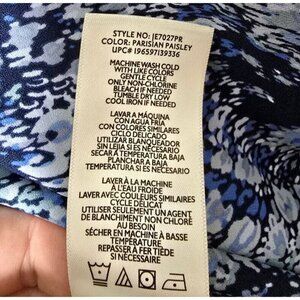 STYLE NO: JE7027PR
COLOR: PARISIAN PAISLEY
UPC# 196597139336
MACHINE WASH COLD
WITH LIKE COLORS
GENTLE CYCLE
ONLY NON-CHLORINE
BLEACH IF NEEDED
TUMBLE DRY LOW
COOL IRON IF NEEDED
LAVAR A MÁQUINA
CON AGUA FRIA
CON COLORES SIMILARES
CICLO DELICADO
UTILIZAR BLANQUEADOR
SIN LEJIA SI ES NECESARIO
SECAR A TEMPERATURA BAJA
PLANCHAR A BAJA
TEMPERATURA SI ES NECESARIO
LAVER À LA MACHINE
À L'EAU FROIDE
LAVER AVEC COULEURS SIMILAIRES
CYCLE DÉLICAT
UTILISER SEULEMENT UN AGENT
DE BLANCHIMENT NON CHLORÉ
AU BESOIN
SÉCHER EN MACHINE À BASSE
TEMPERATURE
REPASSER À FER TIÈDE
SI NÉCESSAIRE